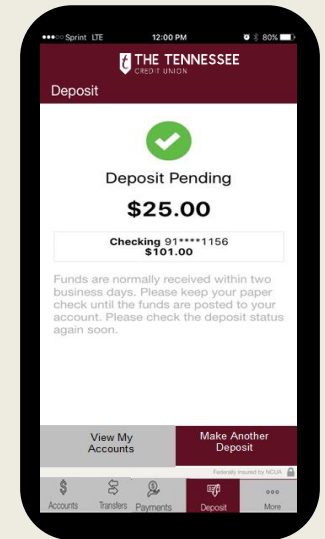 Sprint LTE 12:00 PM 80%
THE TENNESSEE
CREDIT UNION
Deposit
Deposit Pending
$25.00
Checking 91****1156
$101.00
Funds are normally received within two
business days. Please keep your paper
check until the funds are posted to your
account. Please check the deposit status
again soon.
View My
Accounts
Make Another
Deposit
Federally insured by NCUA
Accounts Transfers Payments Deposit More